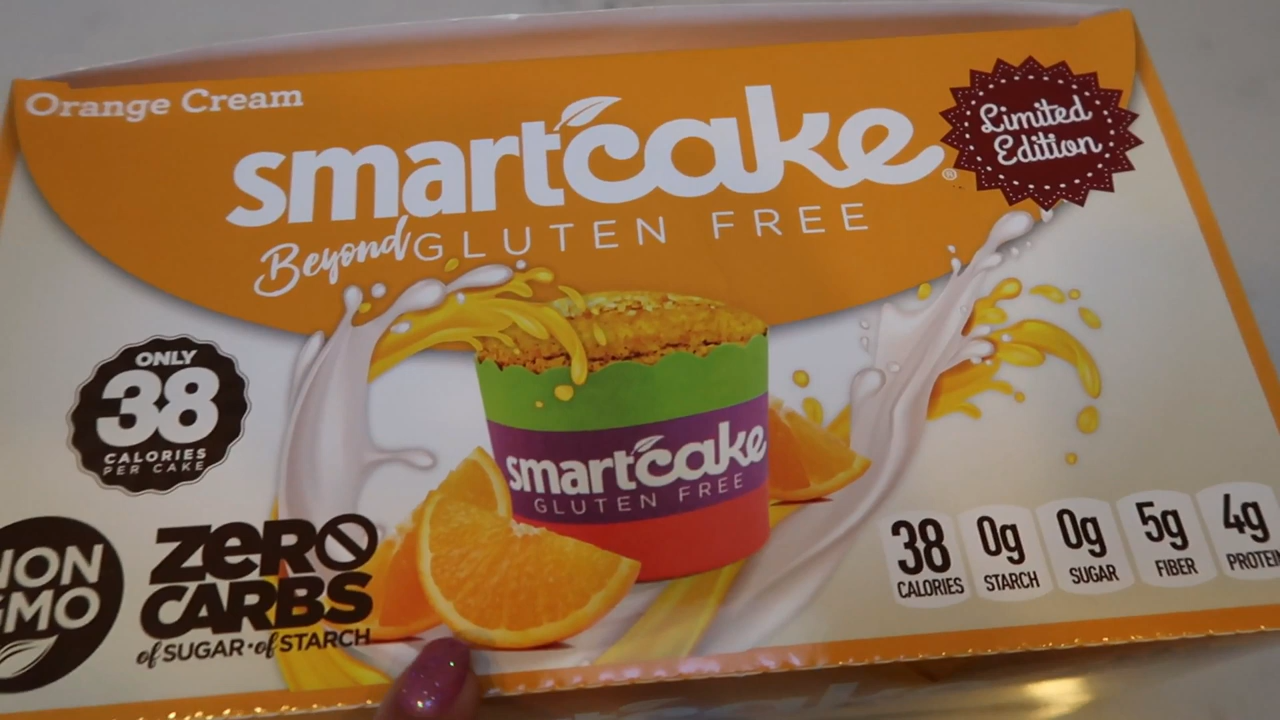 Orange Cream
smartcake®
Beyond GLUTEN FREE
Limited
Edition
ONLY
38
CALORIES
PER CAKE
smartcake
GLUTEN FREE
NON
GMO
ZERO
CARBS
of SUGAR • of STARCH
38
CALORIES
0g
STARCH
0g
SUGAR
5g
FIBER
4g
PROTEIN